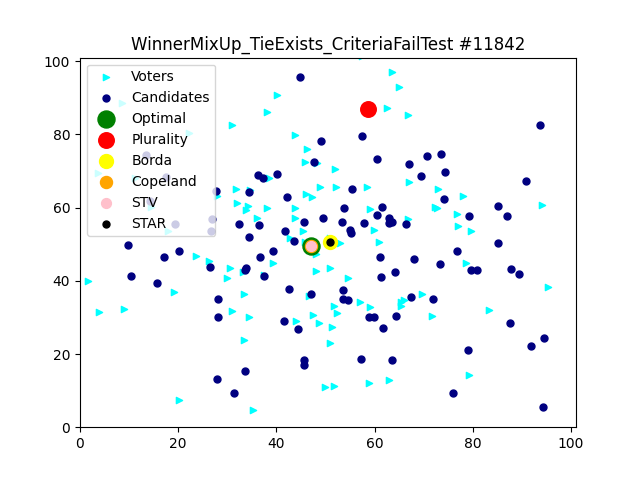 WinnerMixUp_TieExists_CriteriaFailTest #11842
100
80
60
40
20
0
Voters
Candidates
Optimal
Plurality
Borda
Copeland
STV
STAR
0 20 40 60 80 100